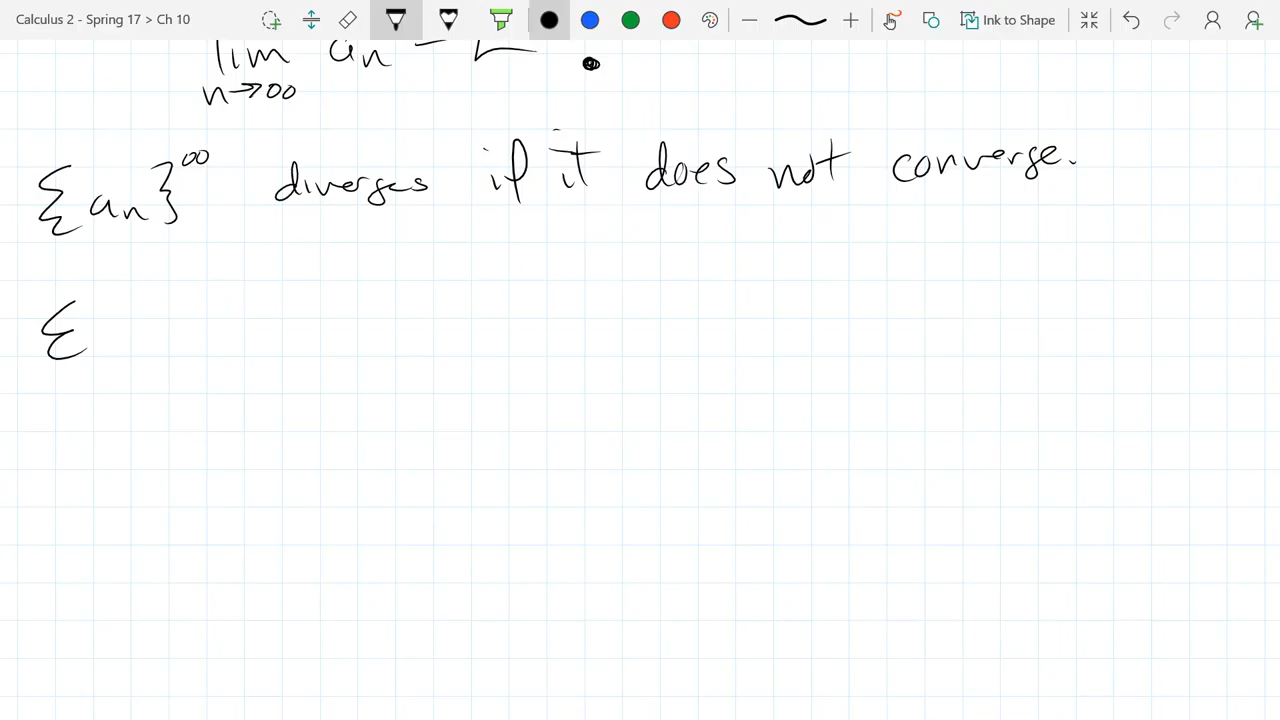 Calculus 2 - Spring 17 > Ch 10
Ink to Shape
lim aₙ = L .
n→∞
{aₙ}^∞ diverges if it does not converge.
{